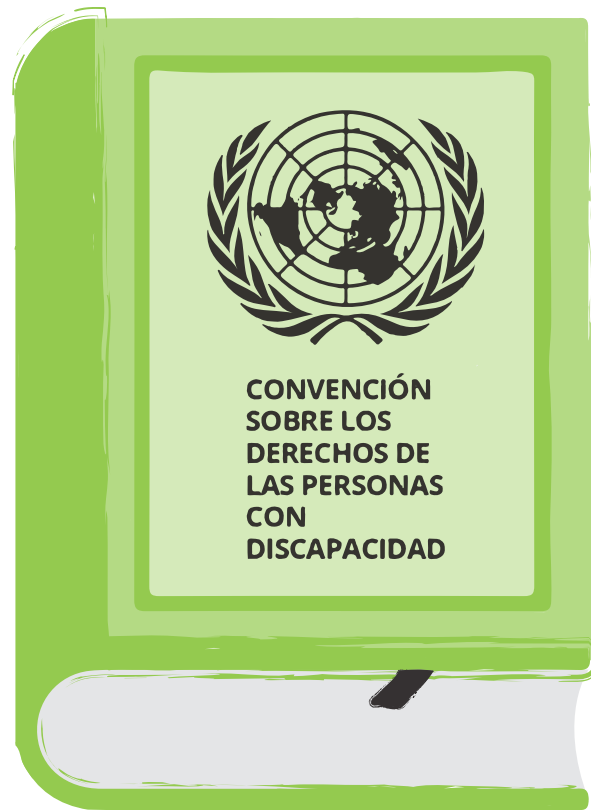 CONVENCIÓN
SOBRE LOS
DERECHOS DE
LAS PERSONAS
CON
DISCAPACIDAD